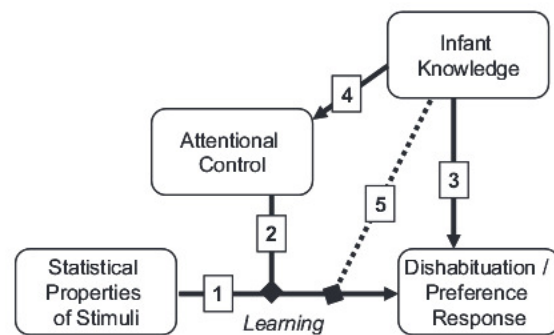 Infant
Knowledge
4
Attentional
Control
5
3
2
Statistical
Properties
of Stimuli
1
Learning
Dishabituation /
Preference
Response